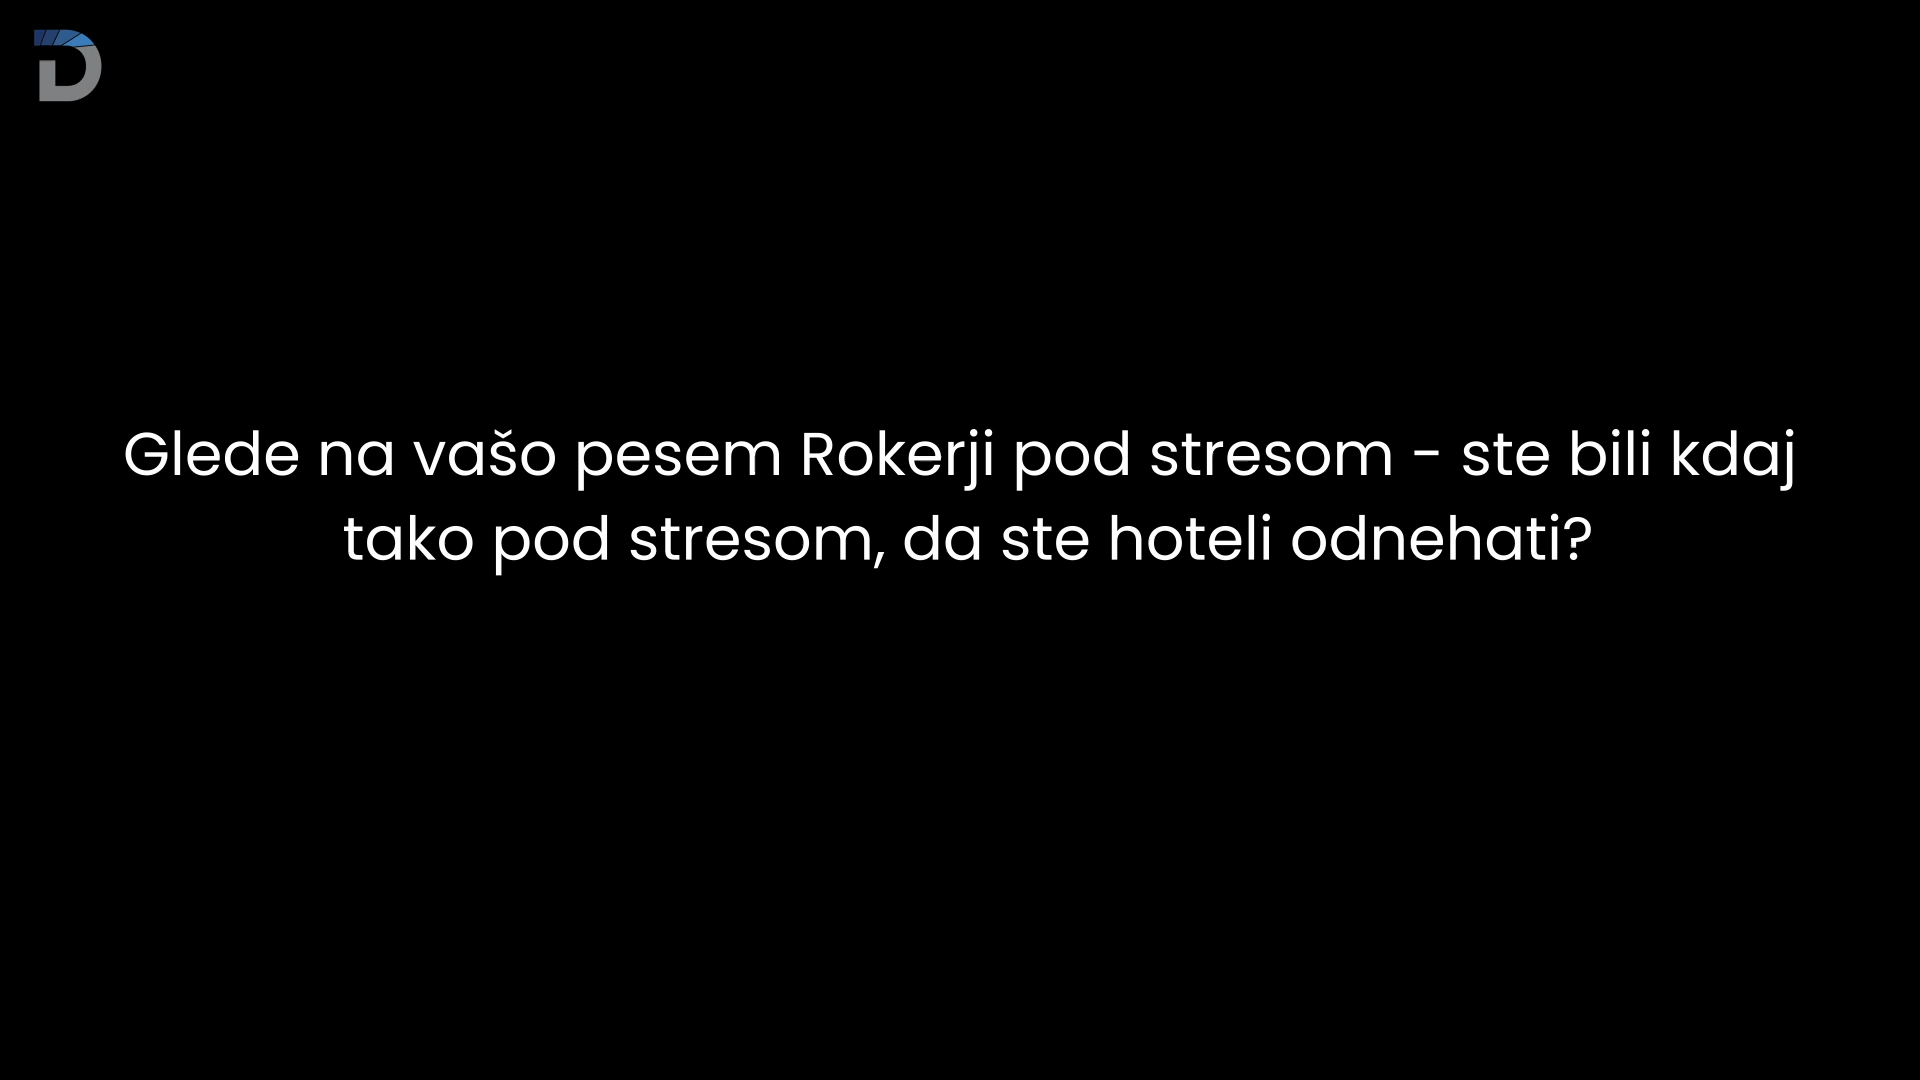 Glede na vašo pesem Rokerji pod stresom - ste bili kdaj
tako pod stresom, da ste hoteli odnehati?